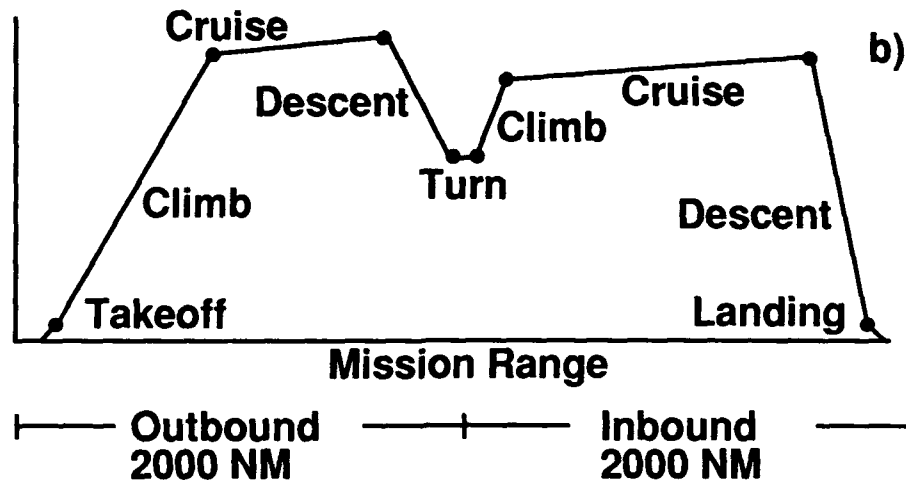 Cruise
b)
Descent
Cruise
Climb
Turn
Climb
Descent
Takeoff
Landing
Mission Range
Outbound
2000 NM
Inbound
2000 NM